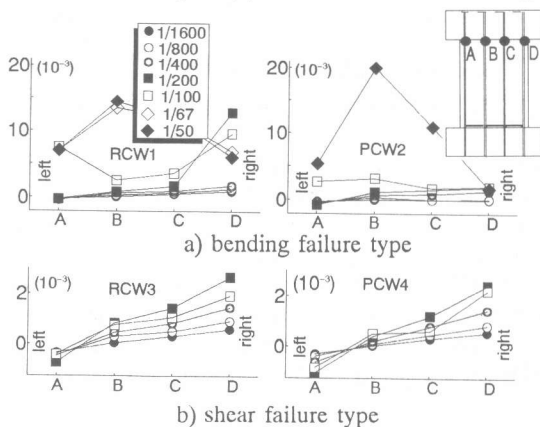 20 (10⁻³)
10
0
1/1600
1/800
1/400
1/200
1/100
1/67
1/50
RCW1
left
right
A B C D
20 (10⁻³)
10
0
PCW2
left
right
A B C D
A B C D
a) bending failure type
(10⁻³)
2
0
RCW3
left
right
A B C D
(10⁻³)
2
0
PCW4
left
right
A B C D
b) shear failure type